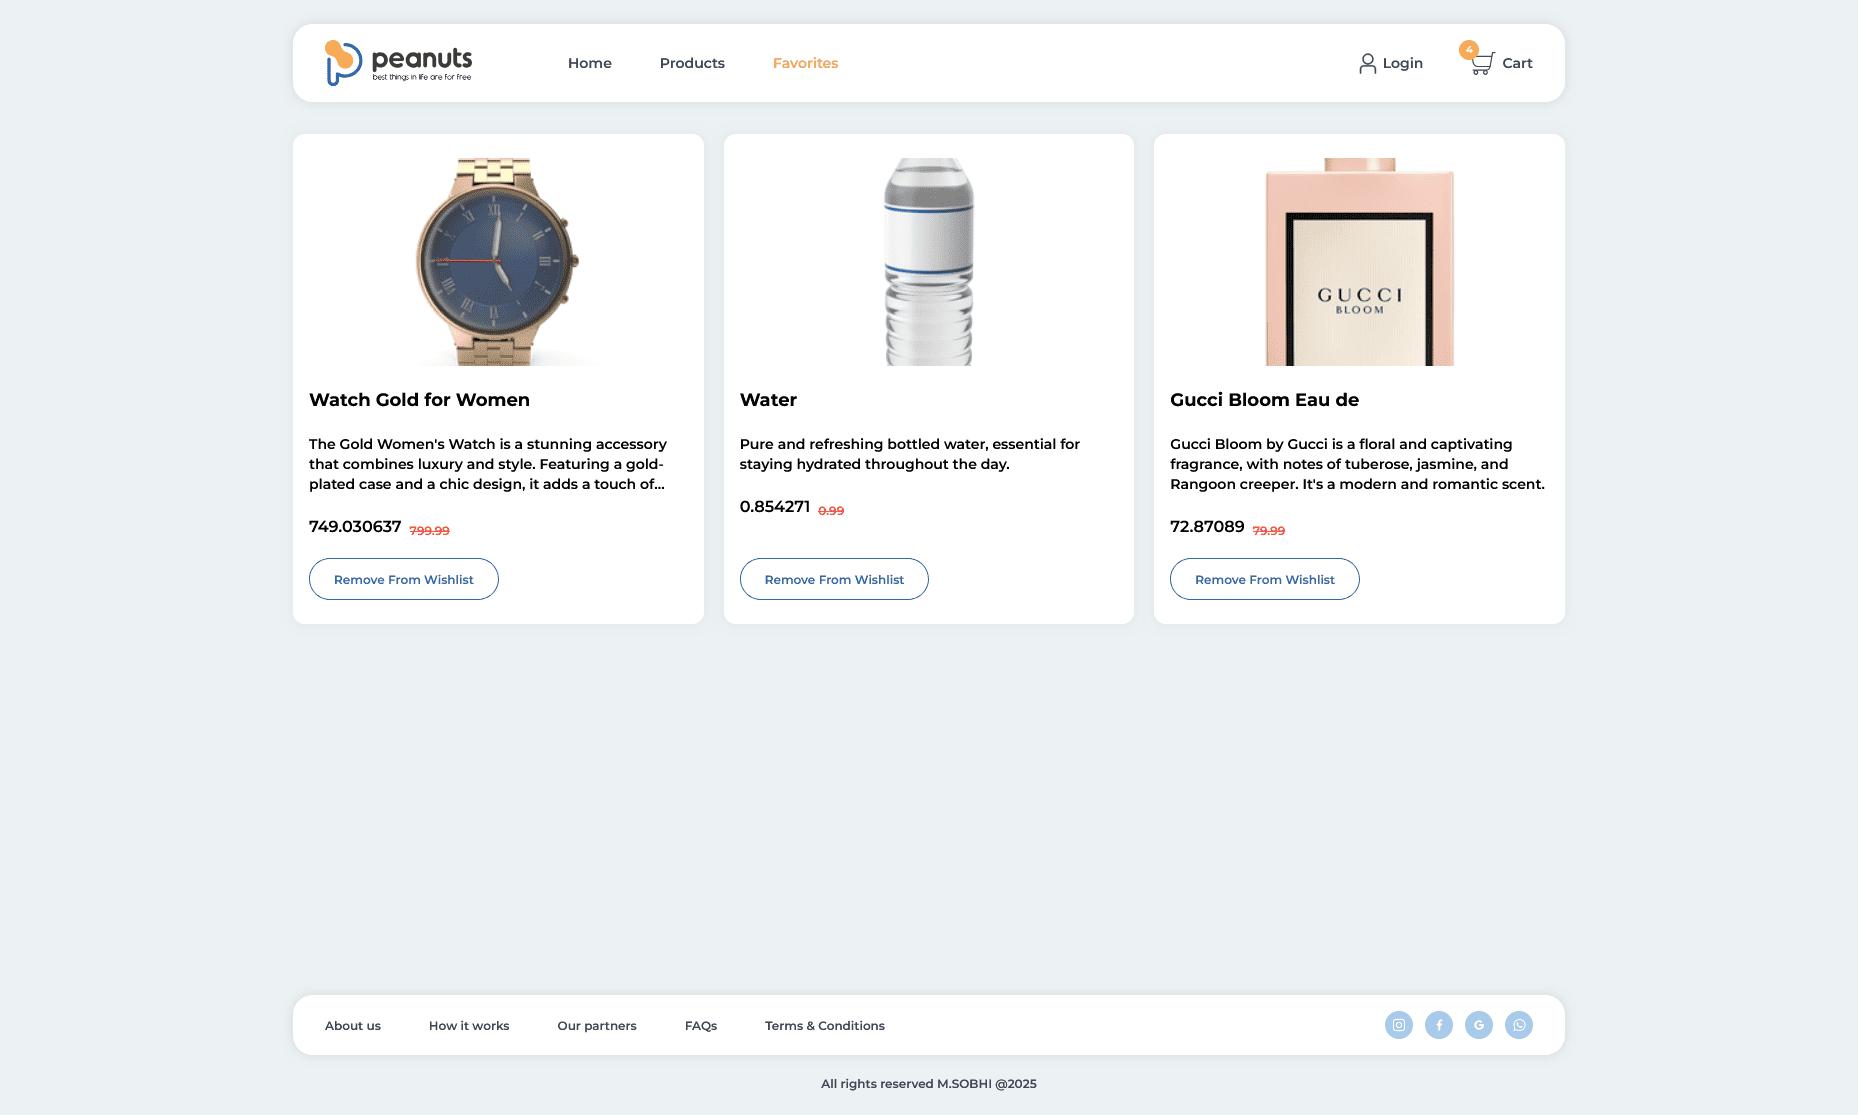 peanuts
best things in life are for free
Home
Products
Favorites
Login
4
Cart
GUCCI
BLOOM
Watch Gold for Women
The Gold Women's Watch is a stunning accessory
that combines luxury and style. Featuring a gold-
plated case and a chic design, it adds a touch of...
749.030637 799.99
Remove From Wishlist
Water
Pure and refreshing bottled water, essential for
staying hydrated throughout the day.
0.854271 0.99
Remove From Wishlist
Gucci Bloom Eau de
Gucci Bloom by Gucci is a floral and captivating
fragrance, with notes of tuberose, jasmine, and
Rangoon creeper. It's a modern and romantic scent.
72.87089 79.99
Remove From Wishlist
About us
How it works
Our partners
FAQs
Terms & Conditions
All rights reserved M.SOBHI @2025